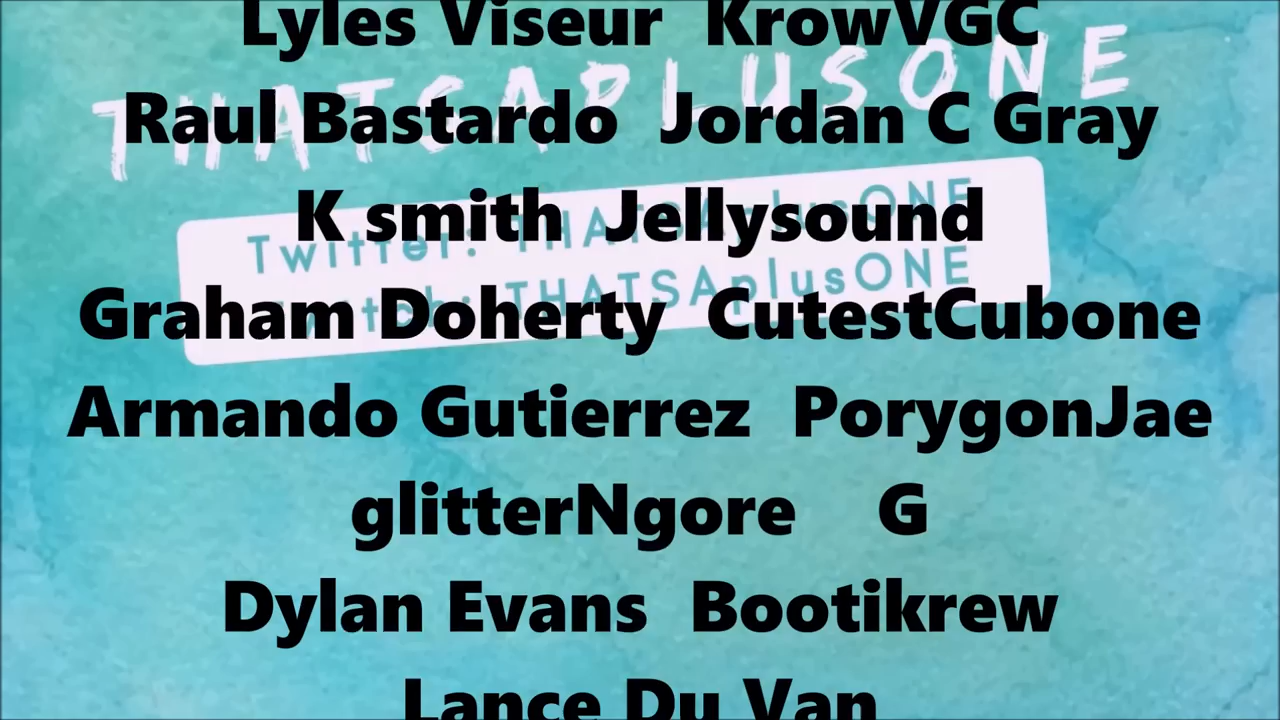 Lyles Viseur KrowVGC
THATSAPLUSONE
Raul Bastardo Jordan C Gray
K smith Jellysound
Twitter: THATSAplusONE
Graham Doherty CutestCubone
Twitch: THATSAplusONE
Armando Gutierrez PorygonJae
glitterNgore G
Dylan Evans Bootikrew
Lance Du Van